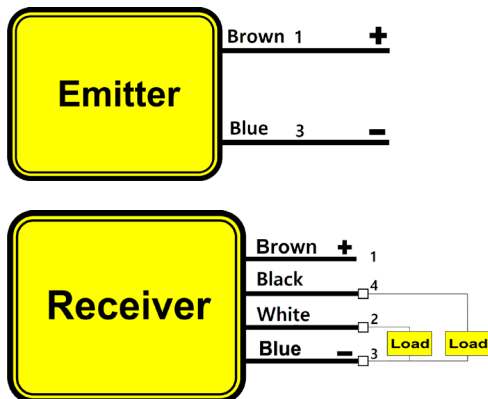 Brown 1 +
Emitter
Blue 3 -
Brown + 1
Black 4
Receiver
White 2
Load Load
Blue - 3